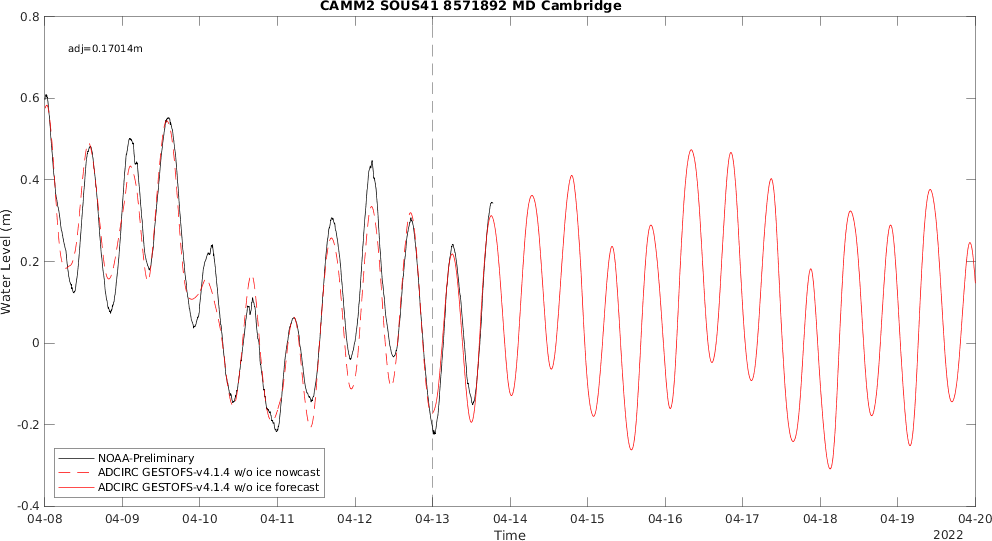 CAMM2 SOUS41 8571892 MD Cambridge
adj=0.17014m
0.8
0.6
0.4
0.2
0
-0.2
-0.4
Water Level (m)
NOAA-Preliminary
ADCIRC GESTOFS-v4.1.4 w/o ice nowcast
ADCIRC GESTOFS-v4.1.4 w/o ice forecast
04-08 04-09 04-10 04-11 04-12 04-13 04-14 04-15 04-16 04-17 04-18 04-19 04-20
Time
2022